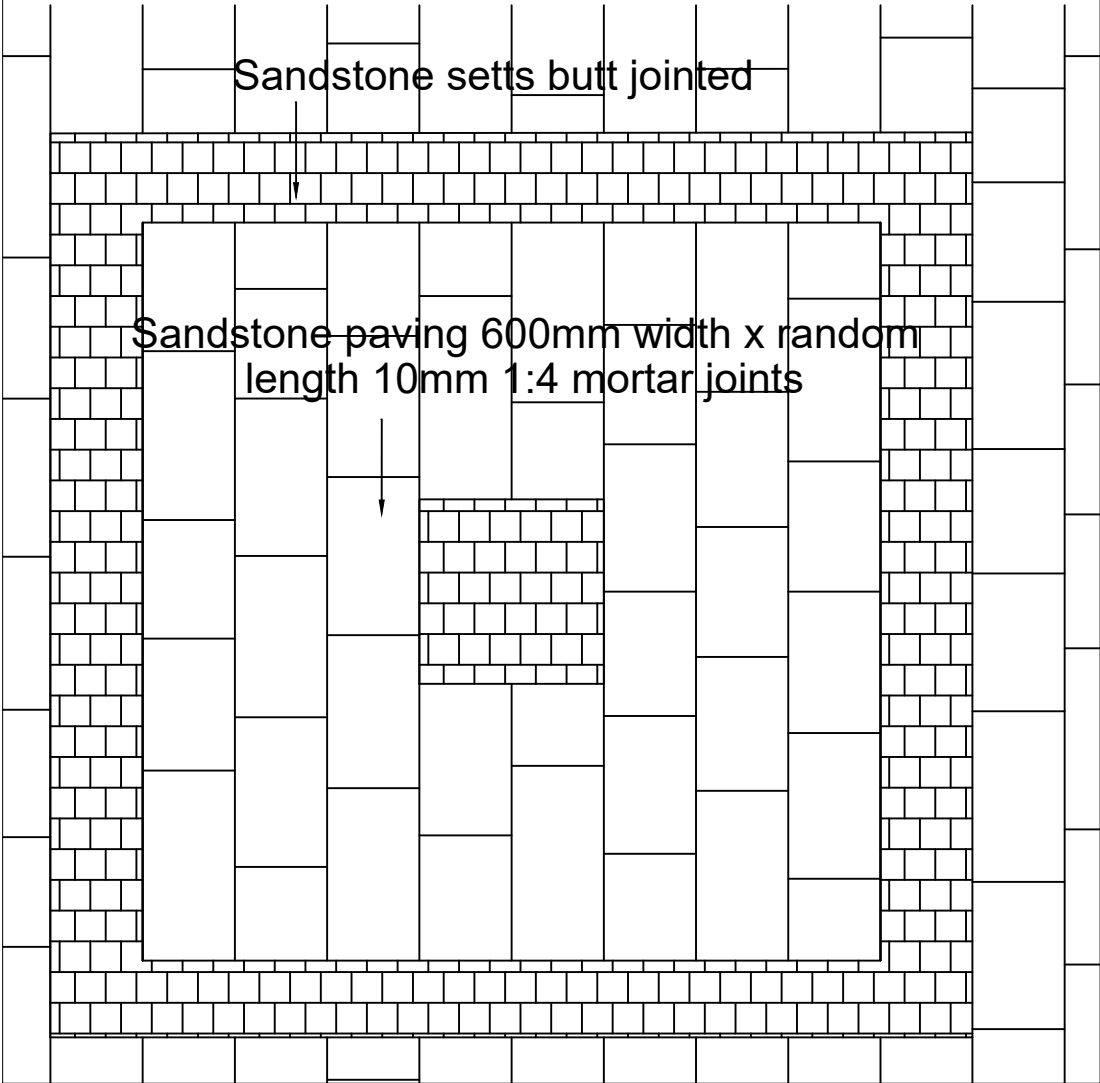 Sandstone setts butt jointed
Sandstone paving 600mm width x random
length 10mm 1:4 mortar joints